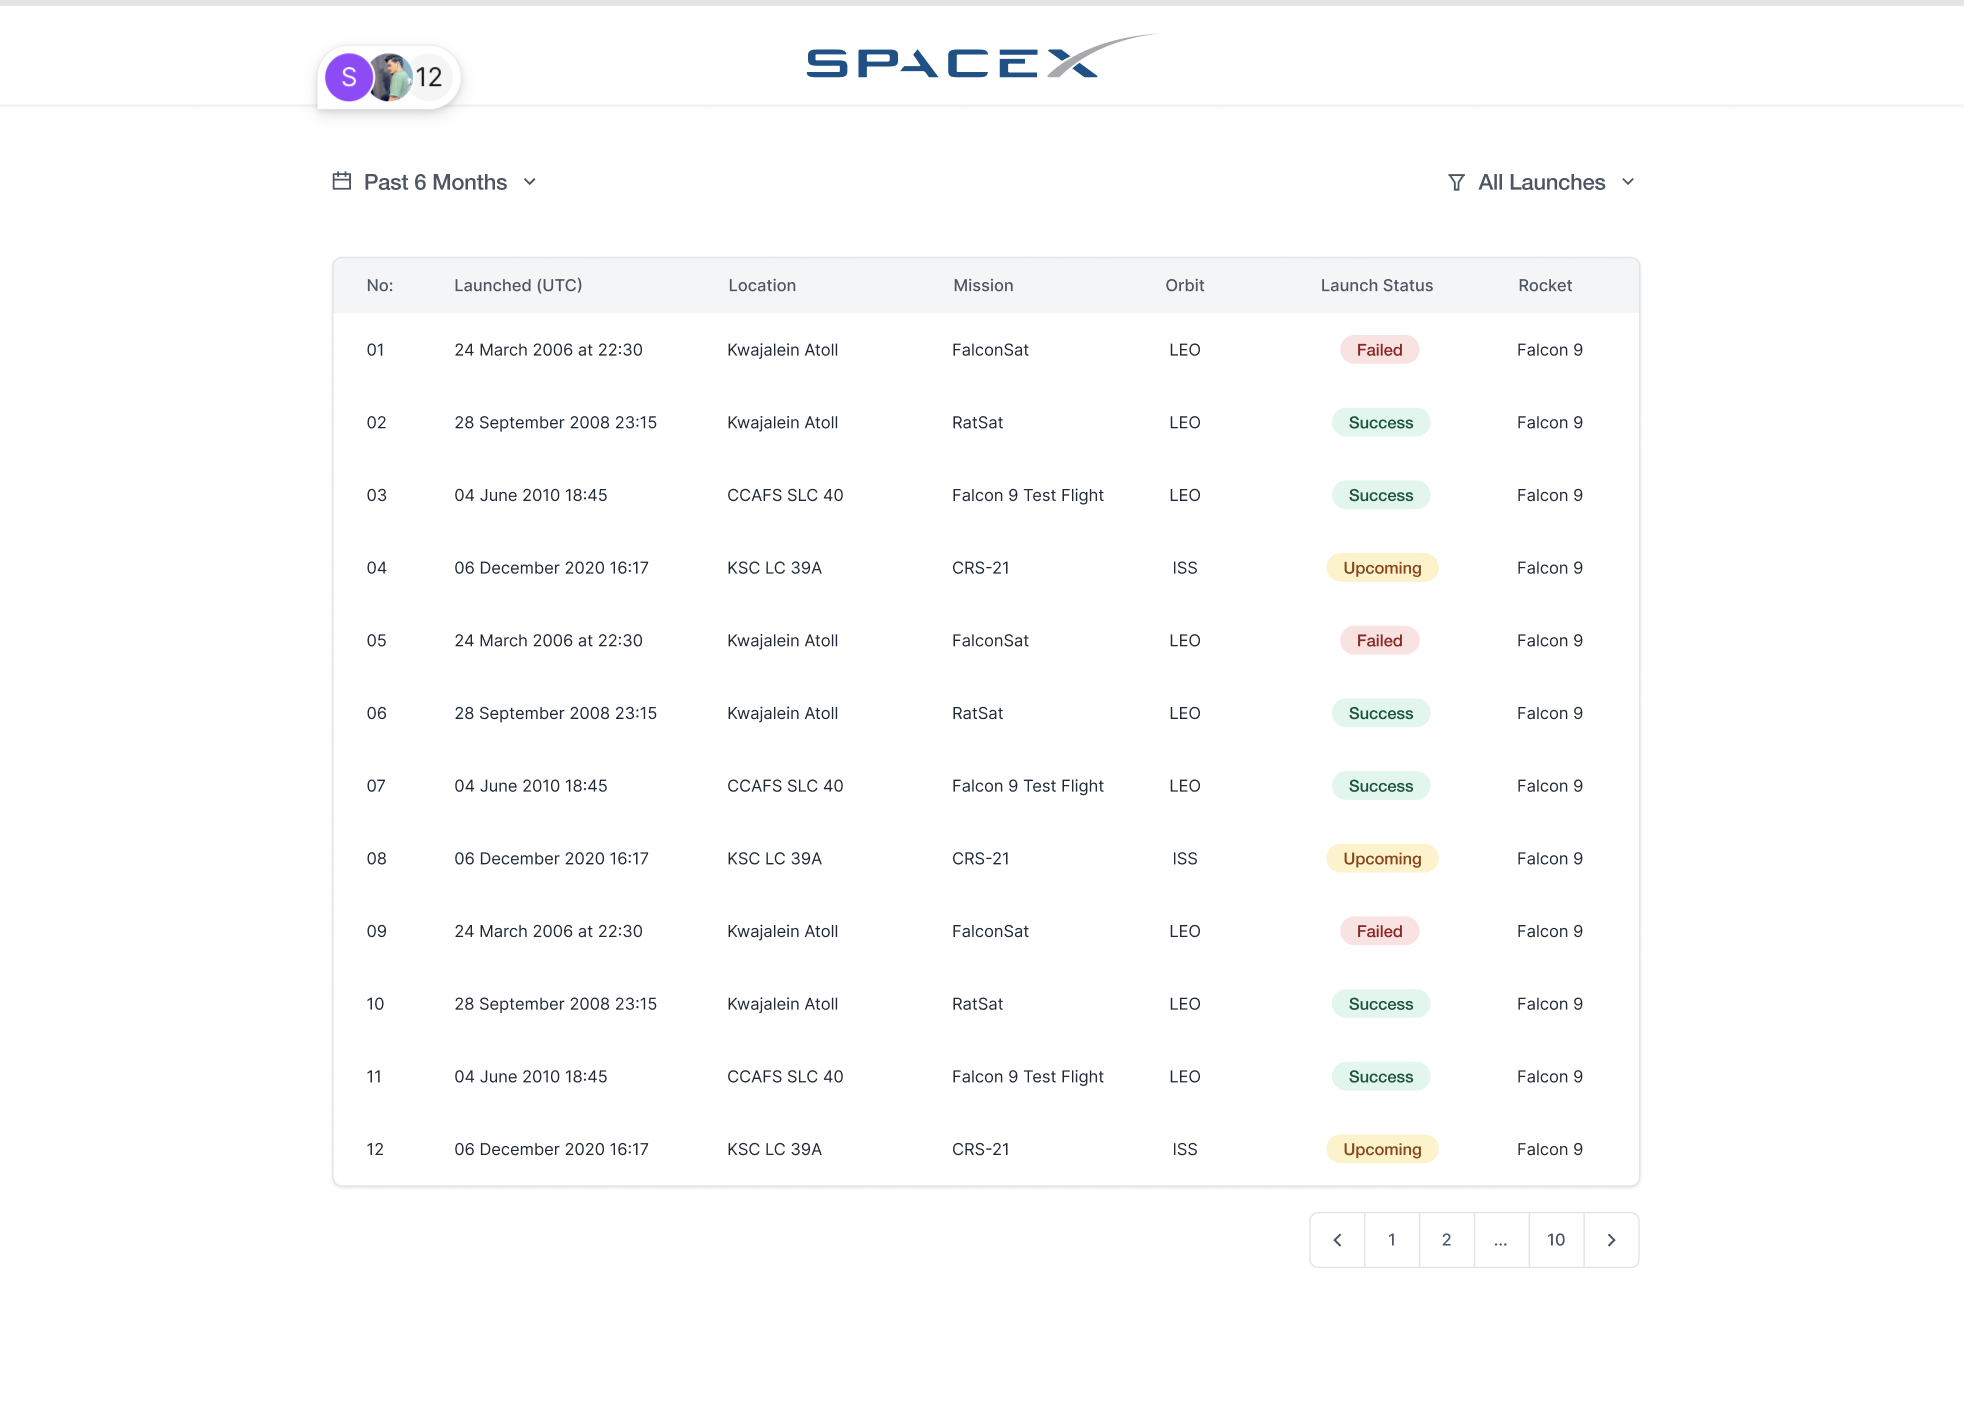 S 12
SPACEX
Past 6 Months All Launches
No: Launched (UTC) Location Mission Orbit Launch Status Rocket
01 24 March 2006 at 22:30 Kwajalein Atoll FalconSat LEO Failed Falcon 9
02 28 September 2008 23:15 Kwajalein Atoll RatSat LEO Success Falcon 9
03 04 June 2010 18:45 CCAFS SLC 40 Falcon 9 Test Flight LEO Success Falcon 9
04 06 December 2020 16:17 KSC LC 39A CRS-21 ISS Upcoming Falcon 9
05 24 March 2006 at 22:30 Kwajalein Atoll FalconSat LEO Failed Falcon 9
06 28 September 2008 23:15 Kwajalein Atoll RatSat LEO Success Falcon 9
07 04 June 2010 18:45 CCAFS SLC 40 Falcon 9 Test Flight LEO Success Falcon 9
08 06 December 2020 16:17 KSC LC 39A CRS-21 ISS Upcoming Falcon 9
09 24 March 2006 at 22:30 Kwajalein Atoll FalconSat LEO Failed Falcon 9
10 28 September 2008 23:15 Kwajalein Atoll RatSat LEO Success Falcon 9
11 04 June 2010 18:45 CCAFS SLC 40 Falcon 9 Test Flight LEO Success Falcon 9
12 06 December 2020 16:17 KSC LC 39A CRS-21 ISS Upcoming Falcon 9
1 2 ... 10